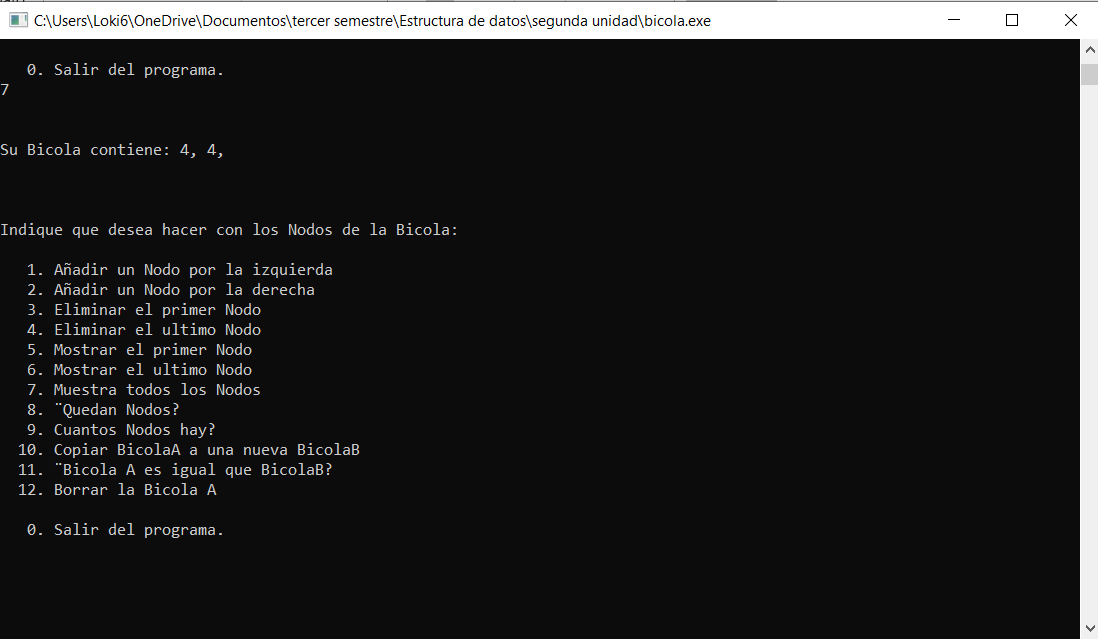 C:\Users\Loki6\OneDrive\Documentos\tercer semestre\Estructura de datos\segunda unidad\bicola.exe
0. Salir del programa.
7
Su Bicola contiene: 4, 4,
Indique que desea hacer con los Nodos de la Bicola:
1. Añadir un Nodo por la izquierda
2. Añadir un Nodo por la derecha
3. Eliminar el primer Nodo
4. Eliminar el ultimo Nodo
5. Mostrar el primer Nodo
6. Mostrar el ultimo Nodo
7. Muestra todos los Nodos
8. ¨Quedan Nodos?
9. Cuantos Nodos hay?
10. Copiar BicolaA a una nueva BicolaB
11. ¨Bicola A es igual que BicolaB?
12. Borrar la Bicola A
0. Salir del programa.